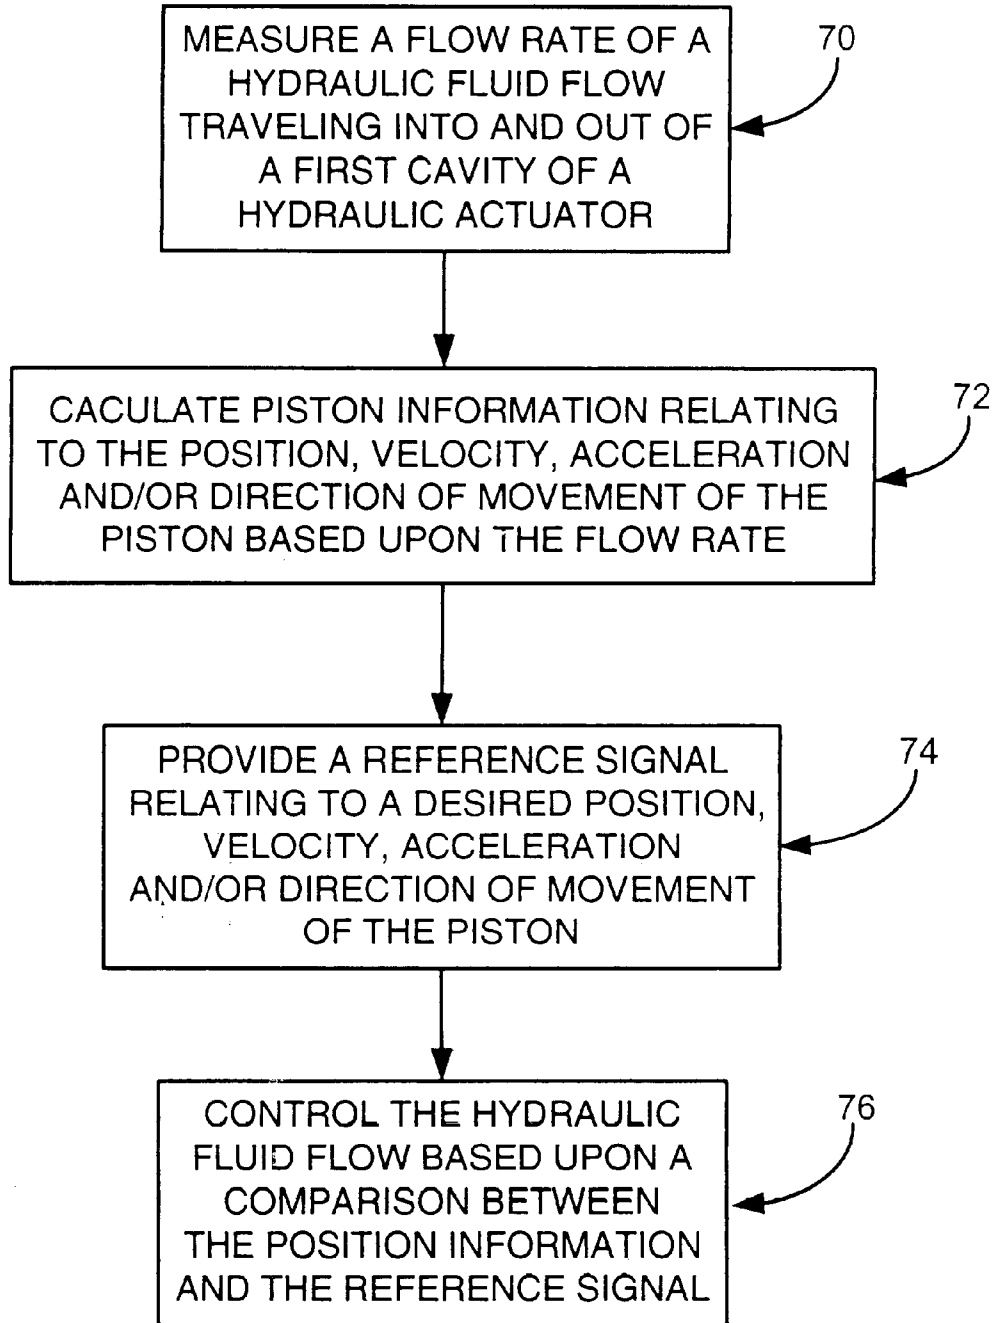 MEASURE A FLOW RATE OF A
HYDRAULIC FLUID FLOW
TRAVELING INTO AND OUT OF
A FIRST CAVITY OF A
HYDRAULIC ACTUATOR
70
CACULATE PISTON INFORMATION RELATING
TO THE POSITION, VELOCITY, ACCELERATION
AND/OR DIRECTION OF MOVEMENT OF THE
PISTON BASED UPON THE FLOW RATE
72
PROVIDE A REFERENCE SIGNAL
RELATING TO A DESIRED POSITION,
VELOCITY, ACCELERATION
AND/OR DIRECTION OF MOVEMENT
OF THE PISTON
74
CONTROL THE HYDRAULIC
FLUID FLOW BASED UPON A
COMPARISON BETWEEN
THE POSITION INFORMATION
AND THE REFERENCE SIGNAL
76